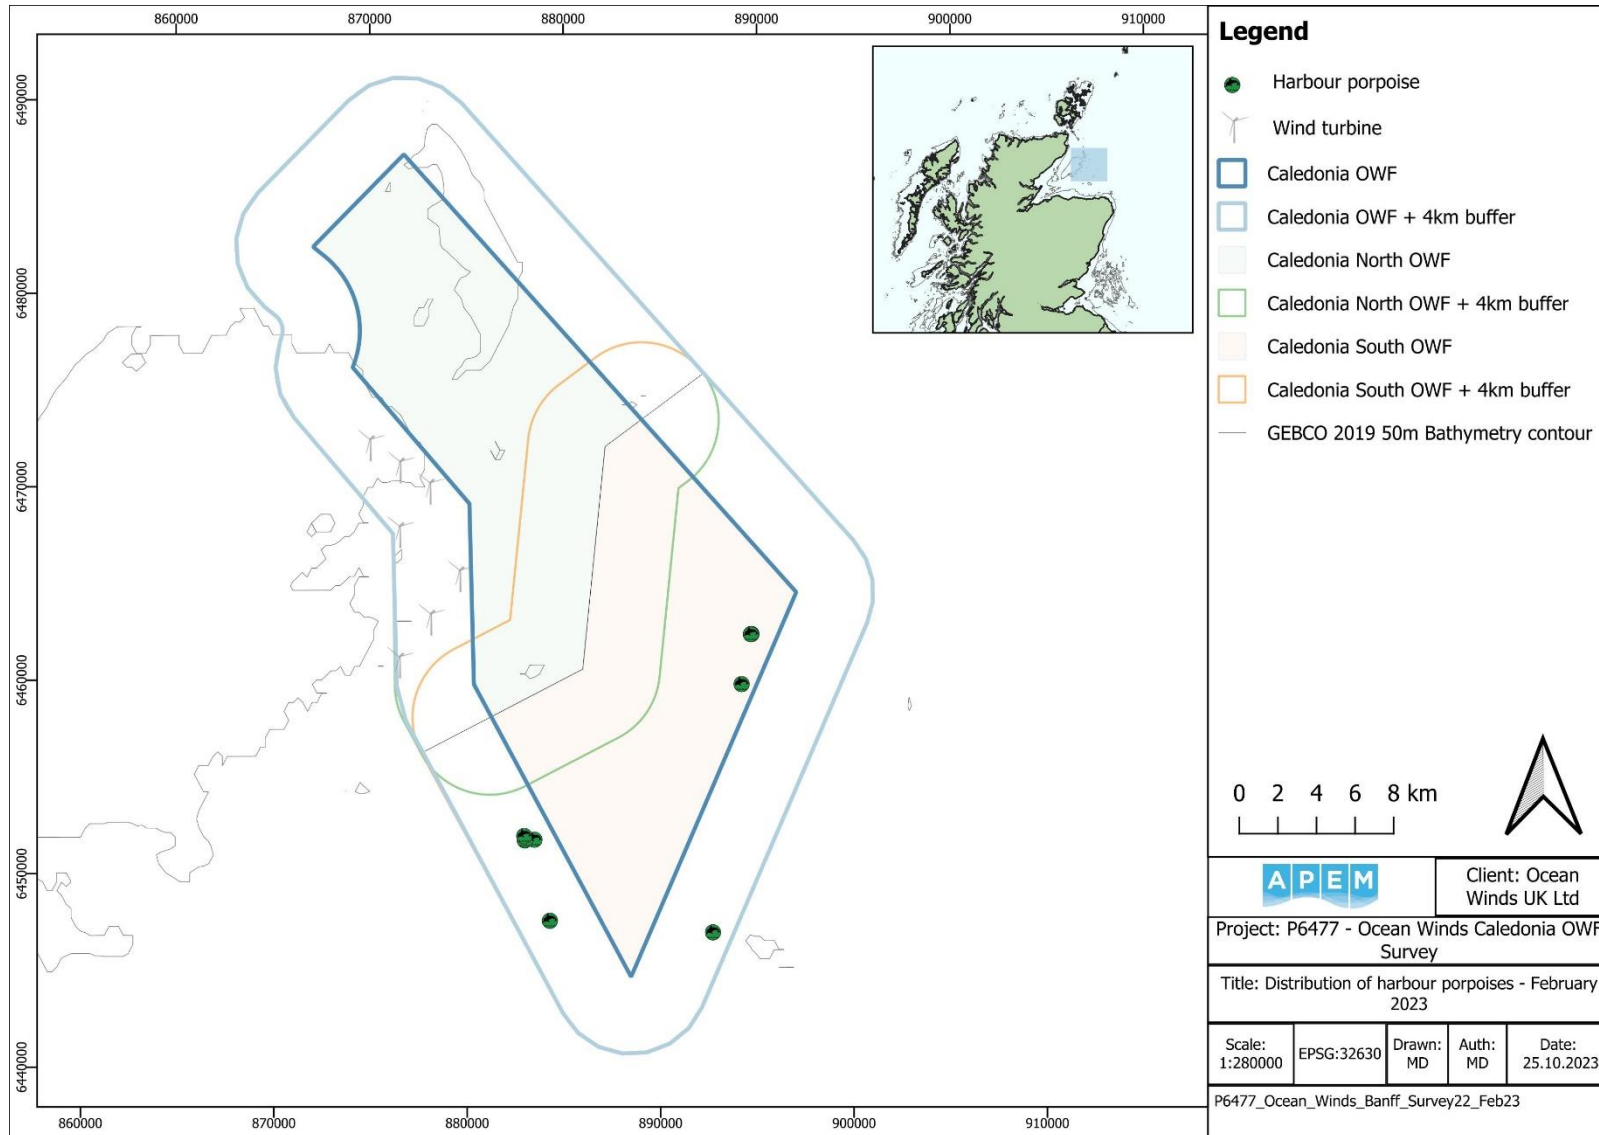 860000 870000 880000 890000 900000 910000
6490000
6480000
6470000
6460000
6450000
6440000
860000 870000 880000 890000 900000 910000
Legend
Harbour porpoise
Wind turbine
Caledonia OWF
Caledonia OWF + 4km buffer
Caledonia North OWF
Caledonia North OWF + 4km buffer
Caledonia South OWF
Caledonia South OWF + 4km buffer
GEBCO 2019 50m Bathymetry contour
0 2 4 6 8 km
APEM
Client: Ocean
Winds UK Ltd
Project: P6477 - Ocean Winds Caledonia OWF
Survey
Title: Distribution of harbour porpoises - February
2023
Scale:
1:280000
EPSG:32630
Drawn:
MD
Auth:
MD
Date:
25.10.2023
P6477_Ocean_Winds_Banff_Survey22_Feb23